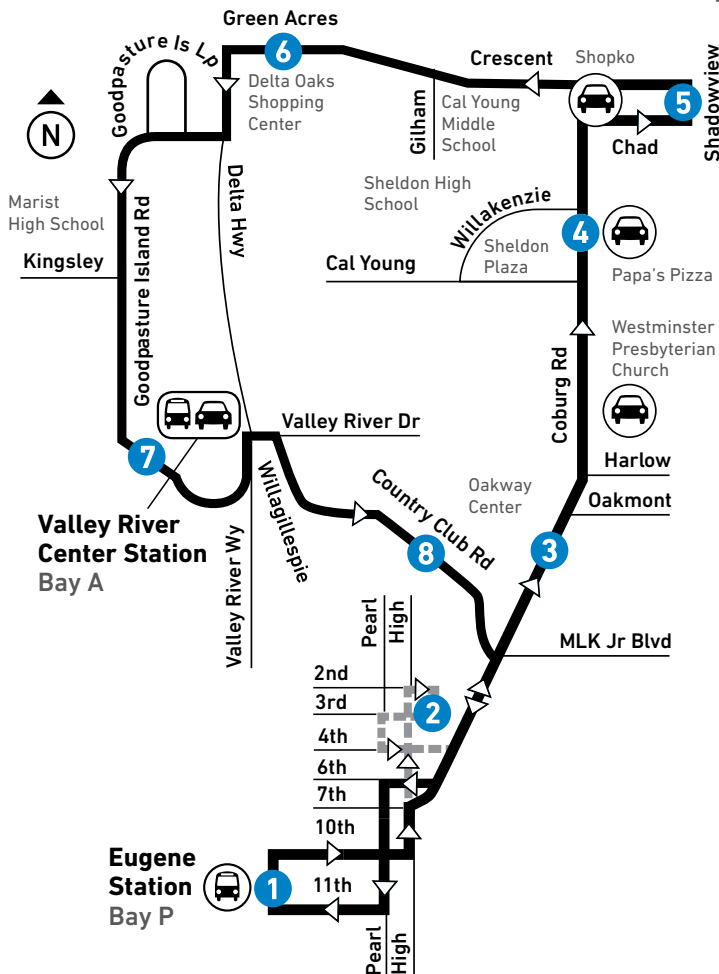 Green Acres
6
Goodpasture Is Lp
Delta Oaks
Shopping
Center
Crescent
Shopko
5
Shadowview
Chad
N
Gilham
Cal Young
Middle
School
Sheldon High
School
Delta Hwy
Marist
High School
Kingsley
Goodpasture Island Rd
Willakenzie
4
Sheldon
Plaza
Cal Young
Papa's Pizza
Westminster
Presbyterian
Church
Coburg Rd
Valley River Dr
7
Valley River
Center Station
Bay A
Willagillespie
Valley River Wy
Country Club Rd
8
Oakway
Center
Harlow
Oakmont
3
MLK Jr Blvd
Pearl
High
2nd
3rd
2
4th
6th
7th
10th
11th
Eugene
Station
Bay P
1
Pearl
High